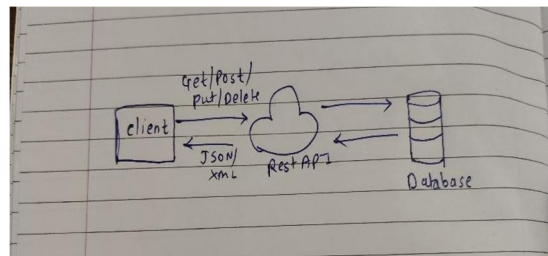 Get/Post/
Put/Delete
client
JSON/
XML
Rest API
Database